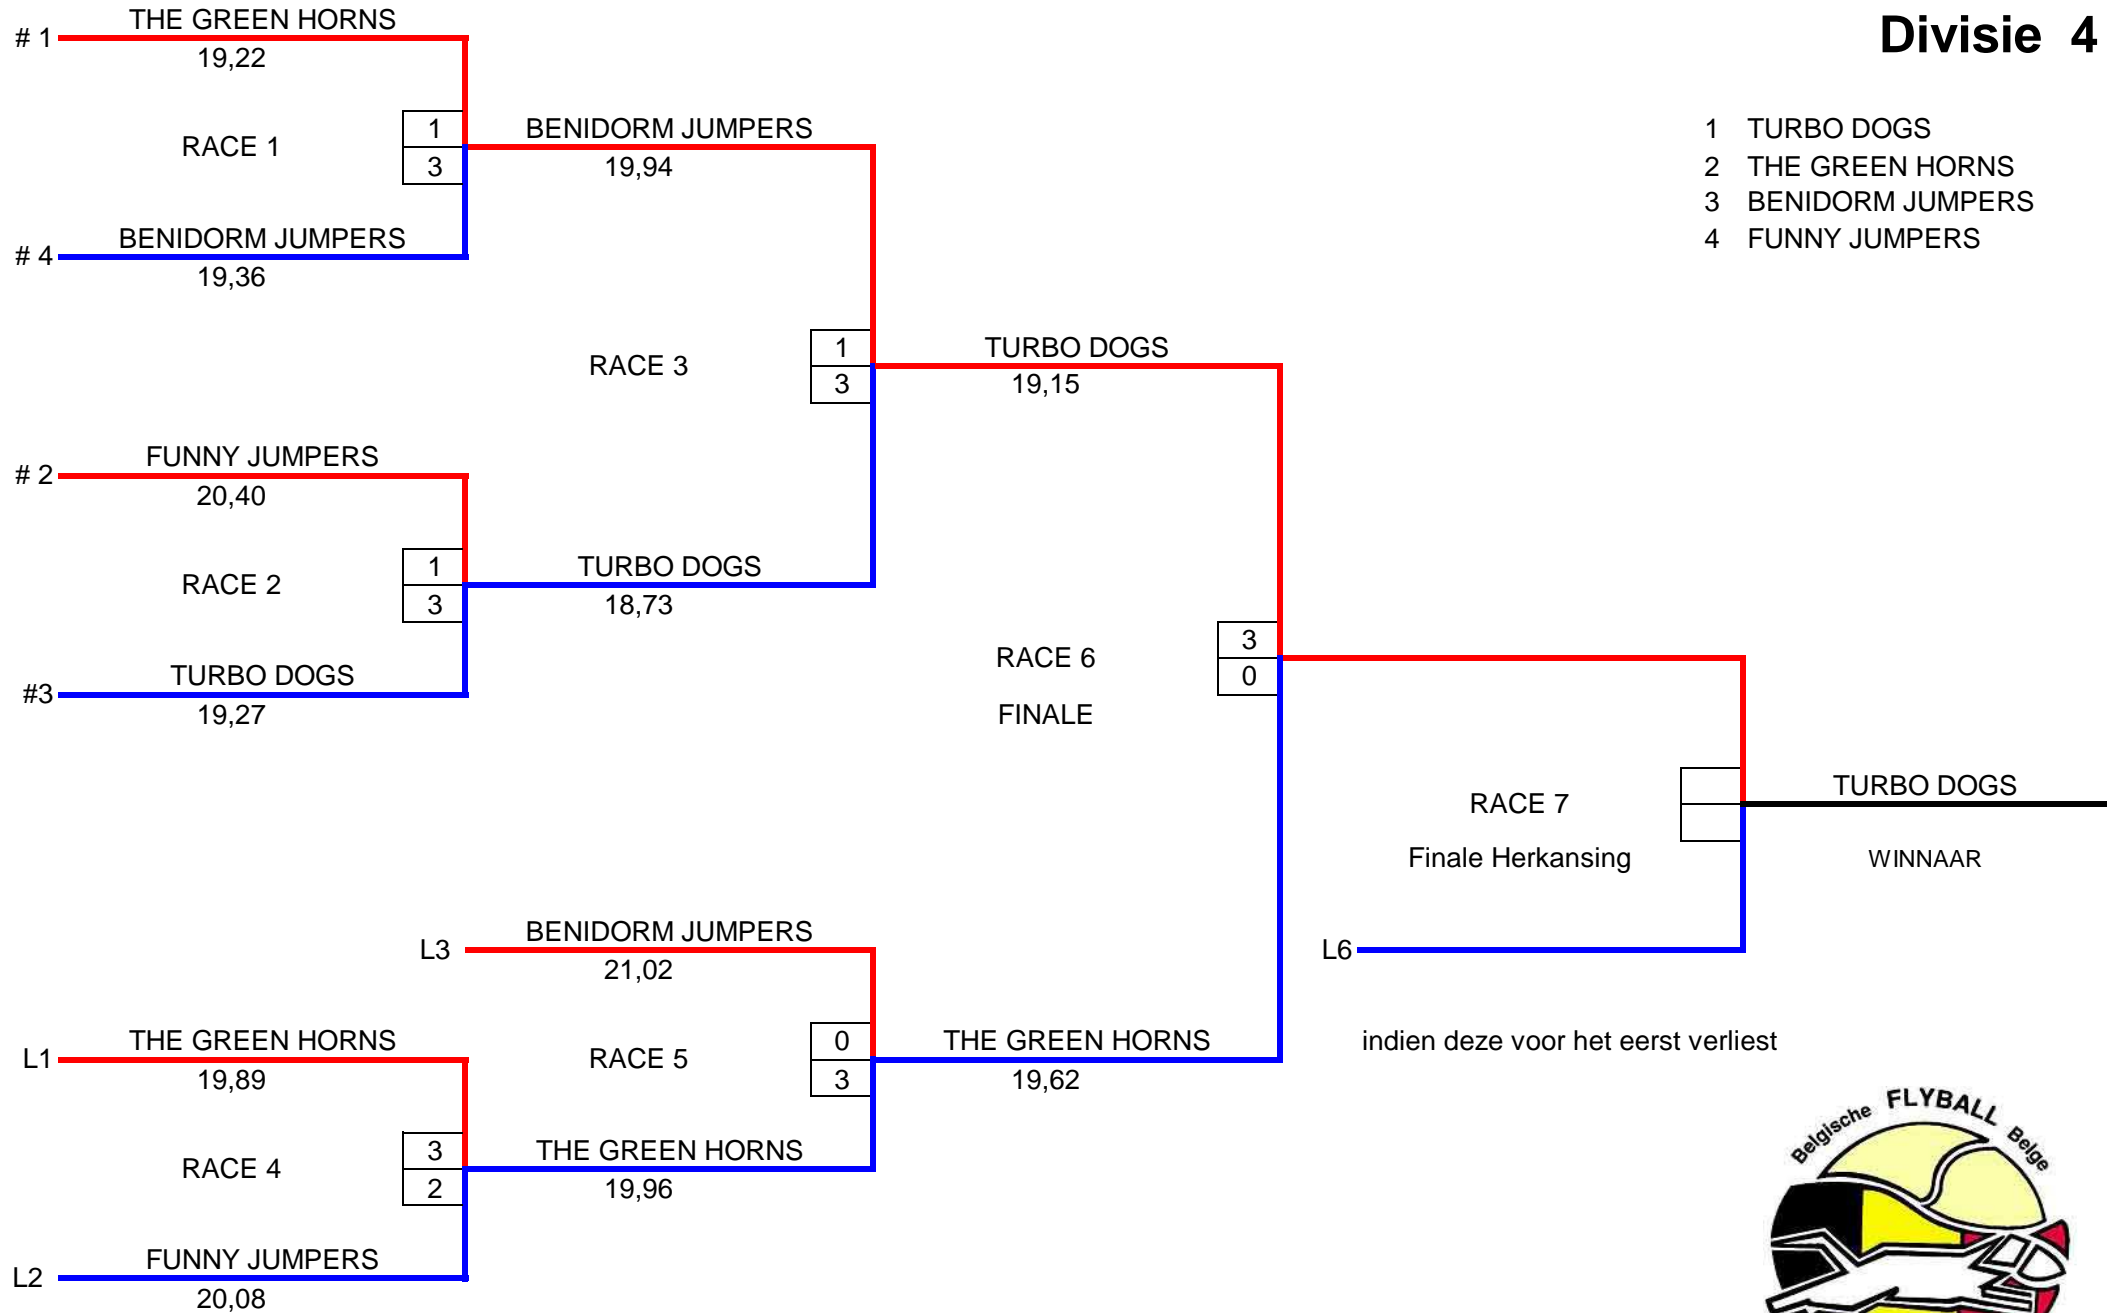 Divisie 4
1 TURBO DOGS
2 THE GREEN HORNS
3 BENIDORM JUMPERS
4 FUNNY JUMPERS
# 1 THE GREEN HORNS
19,22
RACE 1
1
3
# 4 BENIDORM JUMPERS
19,36
BENIDORM JUMPERS
19,94
RACE 3
1
3
# 2 FUNNY JUMPERS
20,40
RACE 2
1
3
#3 TURBO DOGS
19,27
TURBO DOGS
18,73
TURBO DOGS
19,15
RACE 6
FINALE
3
0
RACE 7
Finale Herkansing
TURBO DOGS
WINNAAR
L6
indien deze voor het eerst verliest
L3 BENIDORM JUMPERS
21,02
RACE 5
0
3
THE GREEN HORNS
19,62
L1 THE GREEN HORNS
19,89
RACE 4
3
2
THE GREEN HORNS
19,96
L2 FUNNY JUMPERS
20,08
Belgische FLYBALL Belge